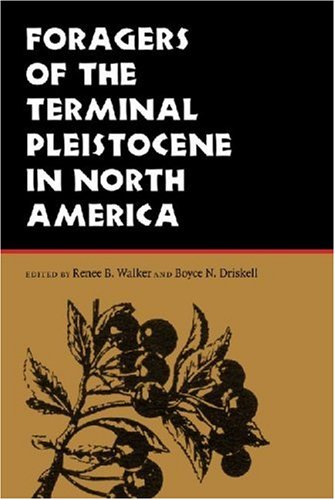 FORAGERS
OF THE
TERMINAL
PLEISTOCENE
IN NORTH
AMERICA
EDITED BY Renee B. Walker AND Boyce N. Driskell